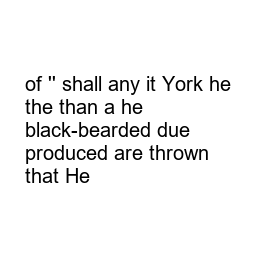 of " shall any it York he
the than a he
black-bearded due
produced are thrown
that He